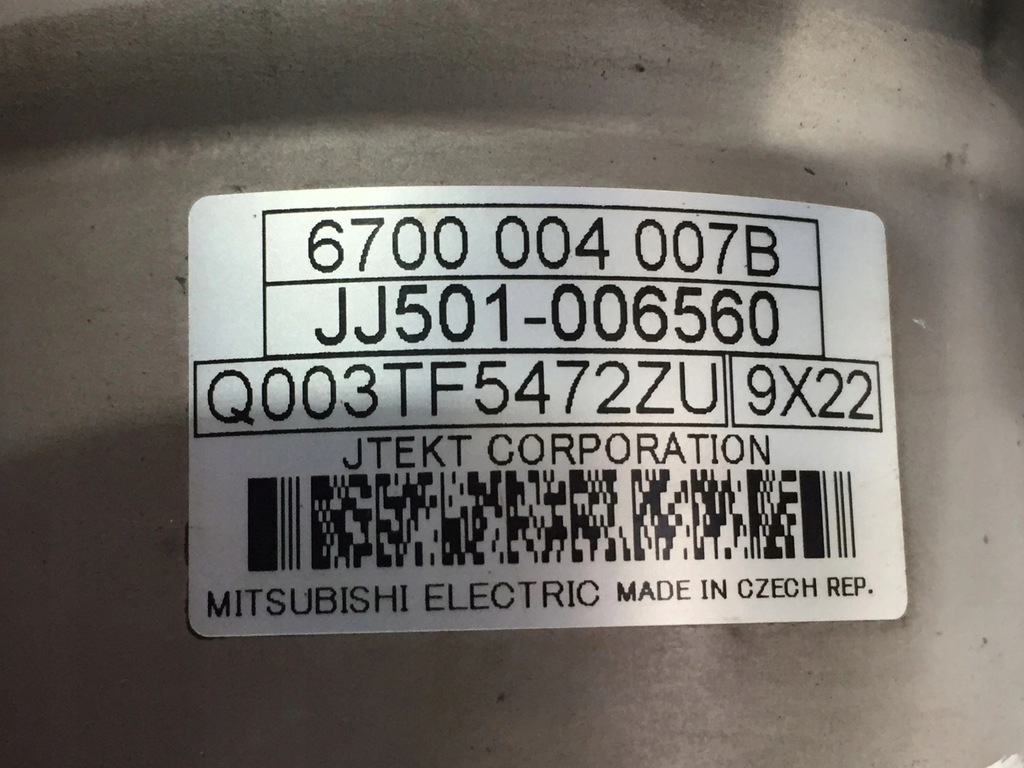 6700 004 007B
JJ501-006560
Q003TF5472ZU 9X22
JTEKT CORPORATION
MITSUBISHI ELECTRIC MADE IN CZECH REP.